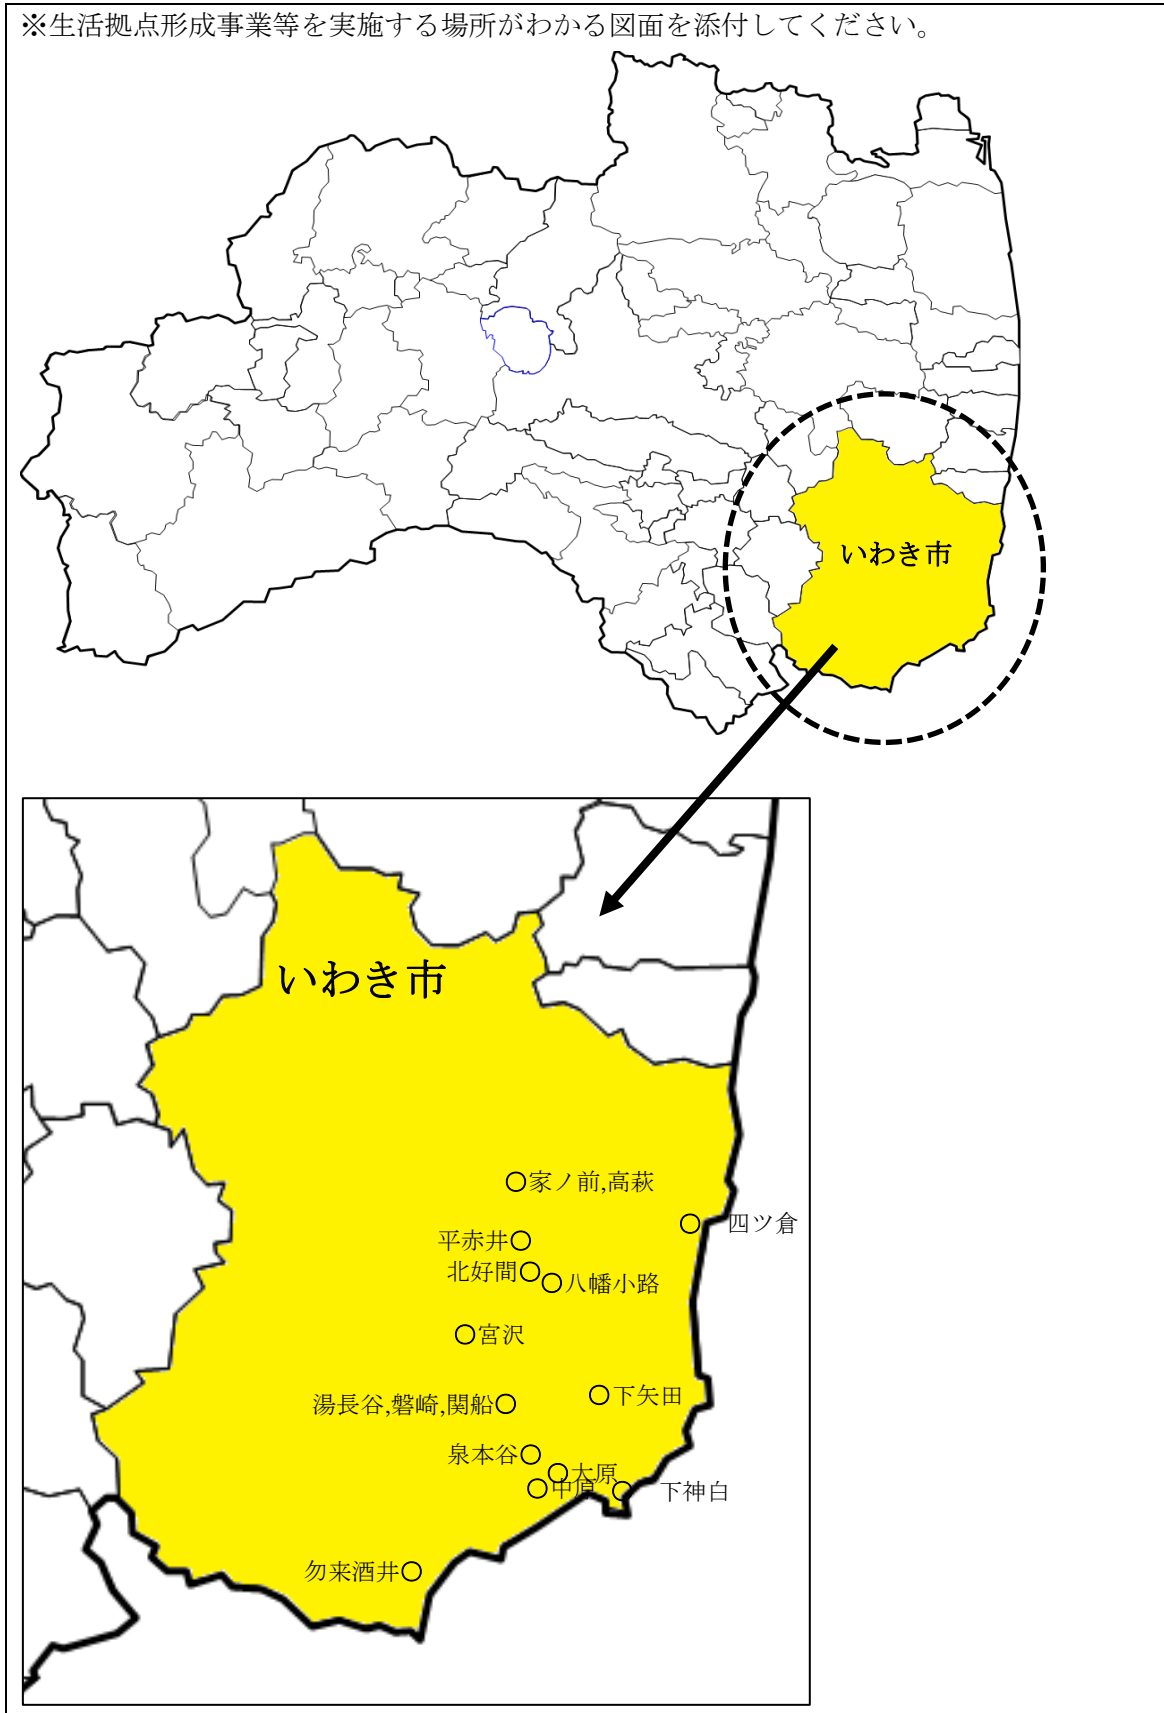 ※生活拠点形成事業等を実施する場所がわかる図面を添付してください。
いわき市
いわき市
家ノ前,高萩
四ツ倉
平赤井
北好間
八幡小路
宮沢
下矢田
湯長谷,磐崎,関船
泉本谷
大原
中原
下神白
勿来酒井